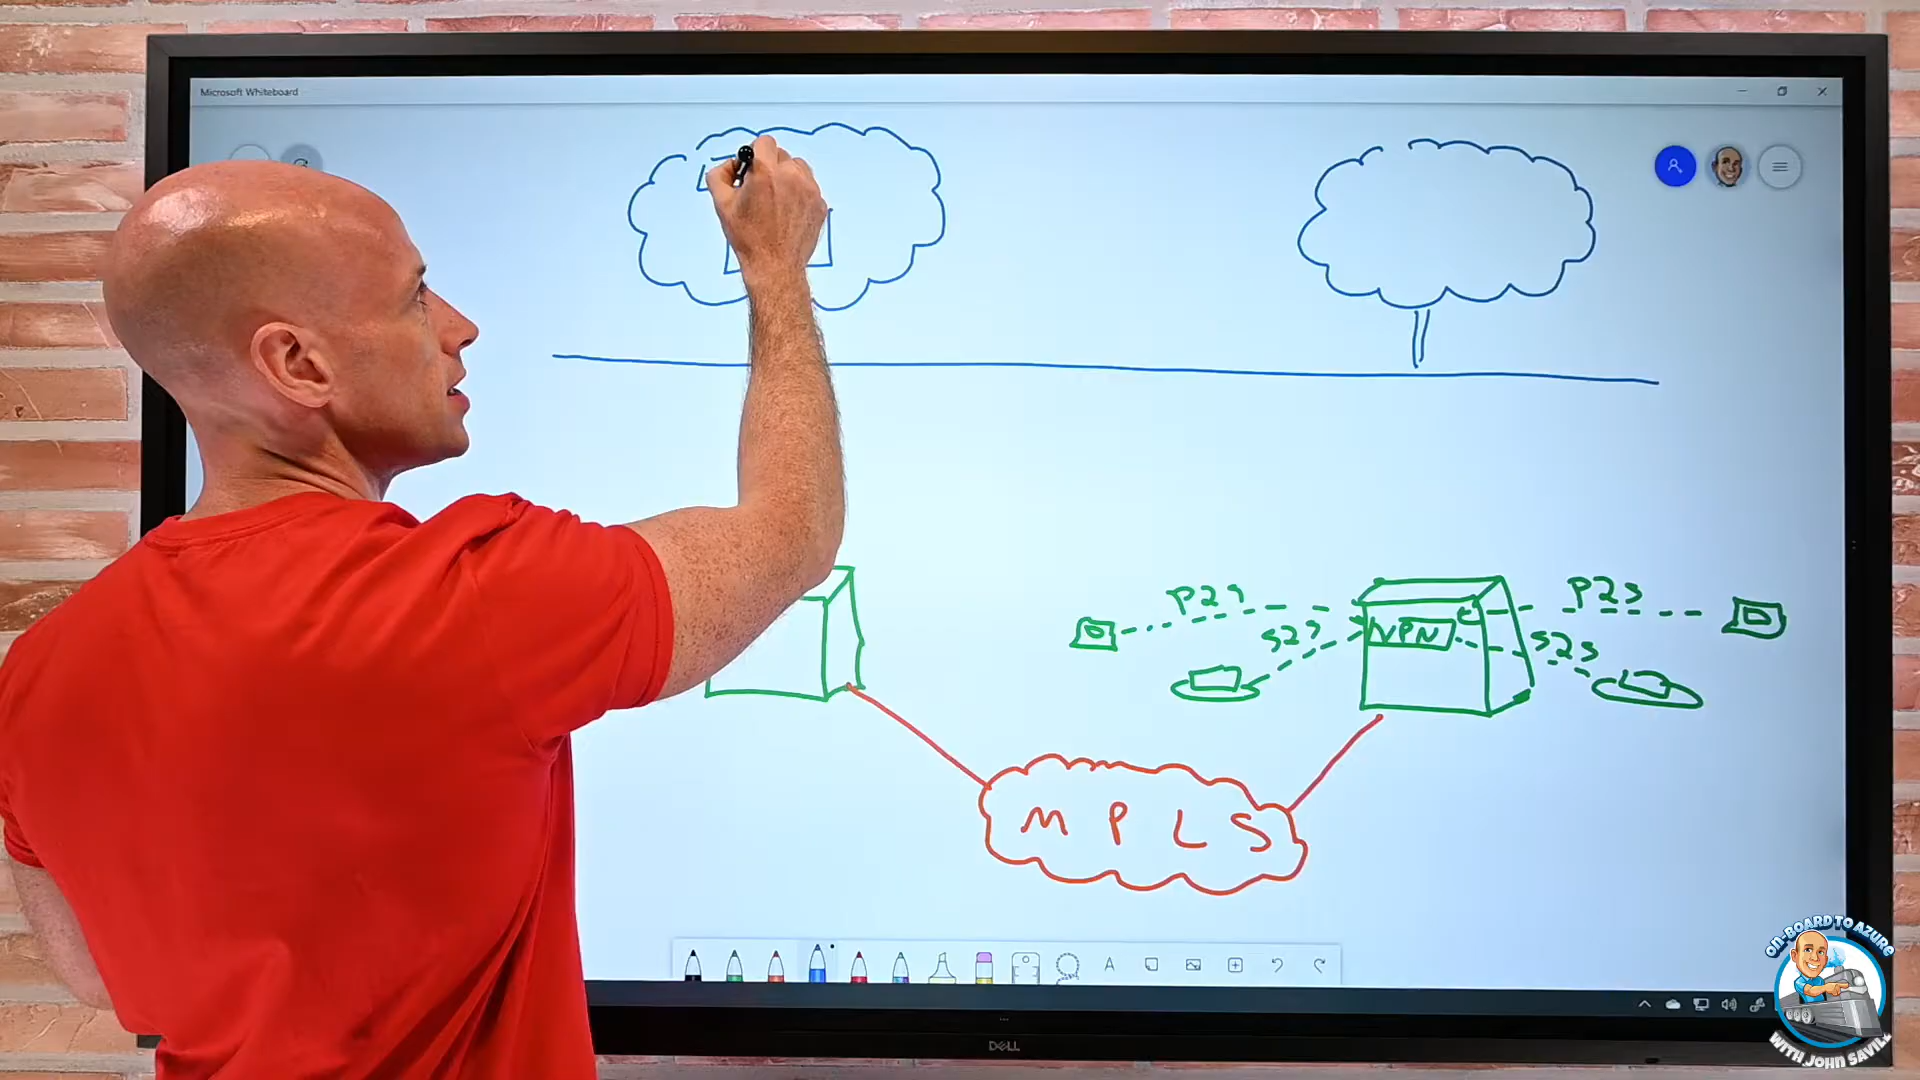 Microsoft Whiteboard
P2S
P2S
S2S
VPN
S2S
MPLS
A
DELL
ON-BOARD TO AZURE
WITH JOHN SAVILL